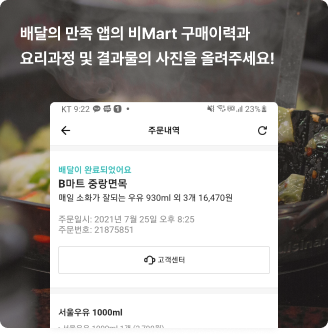 배달의 만족 앱의 비Mart 구매이력과
요리과정 및 결과물의 사진을 올려주세요!
KT 9:22
23%
주문내역
배달이 완료되었어요
B마트 중랑면목
매일 소화가 잘되는 우유 930ml 외 3개 16,470원
주문일시: 2021년 7월 25일 오후 8:25
주문번호: 21875851
고객센터
서울우유 1000ml